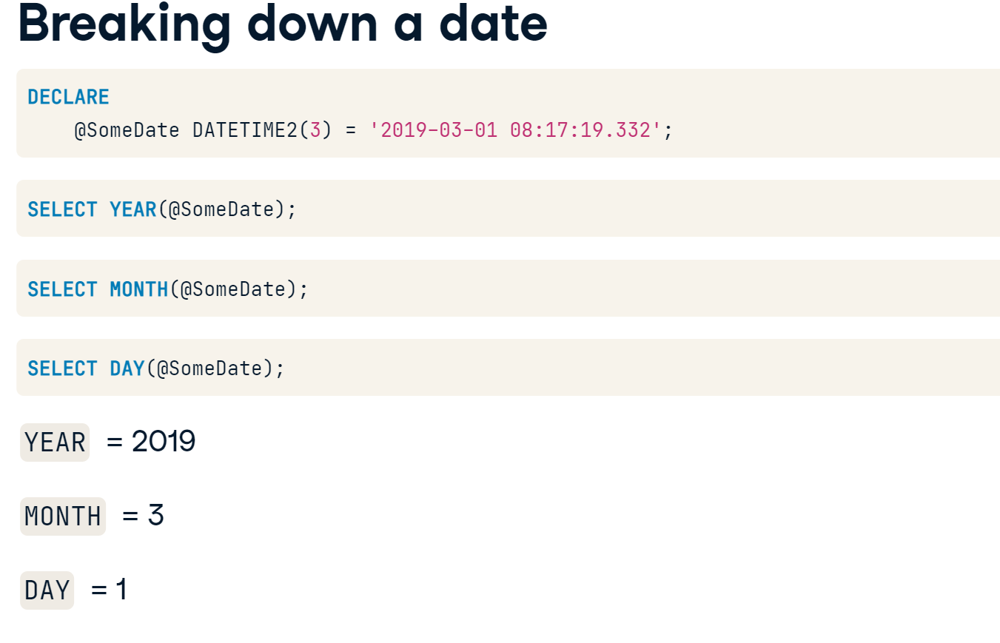 Breaking down a date
DECLARE
@SomeDate DATETIME2(3) = '2019-03-01 08:17:19.332';
SELECT YEAR(@SomeDate);
SELECT MONTH(@SomeDate);
SELECT DAY(@SomeDate);
YEAR = 2019
MONTH = 3
DAY = 1